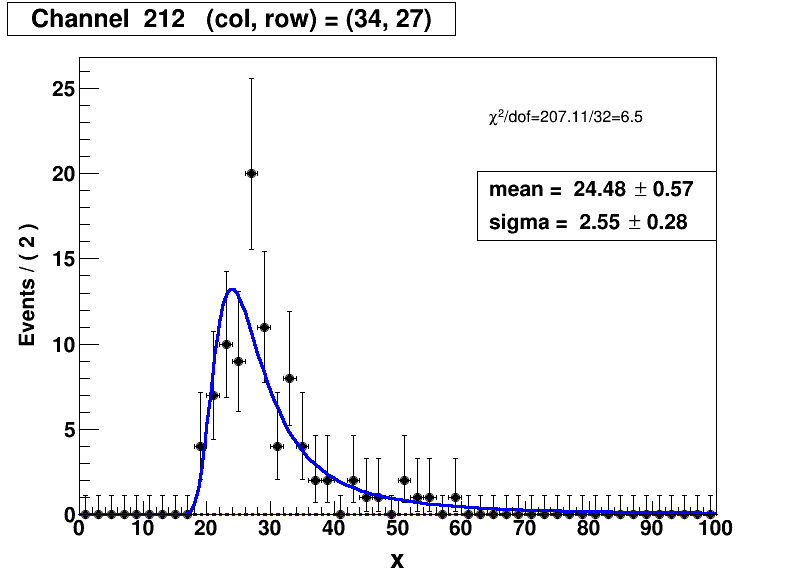 Channel 212 (col, row) = (34, 27)
25
20
15
10
5
0
Events / ( 2 )
χ²/dof=207.11/32=6.5
mean = 24.48 ± 0.57
sigma = 2.55 ± 0.28
0 10 20 30 40 50 60 70 80 90 100
x